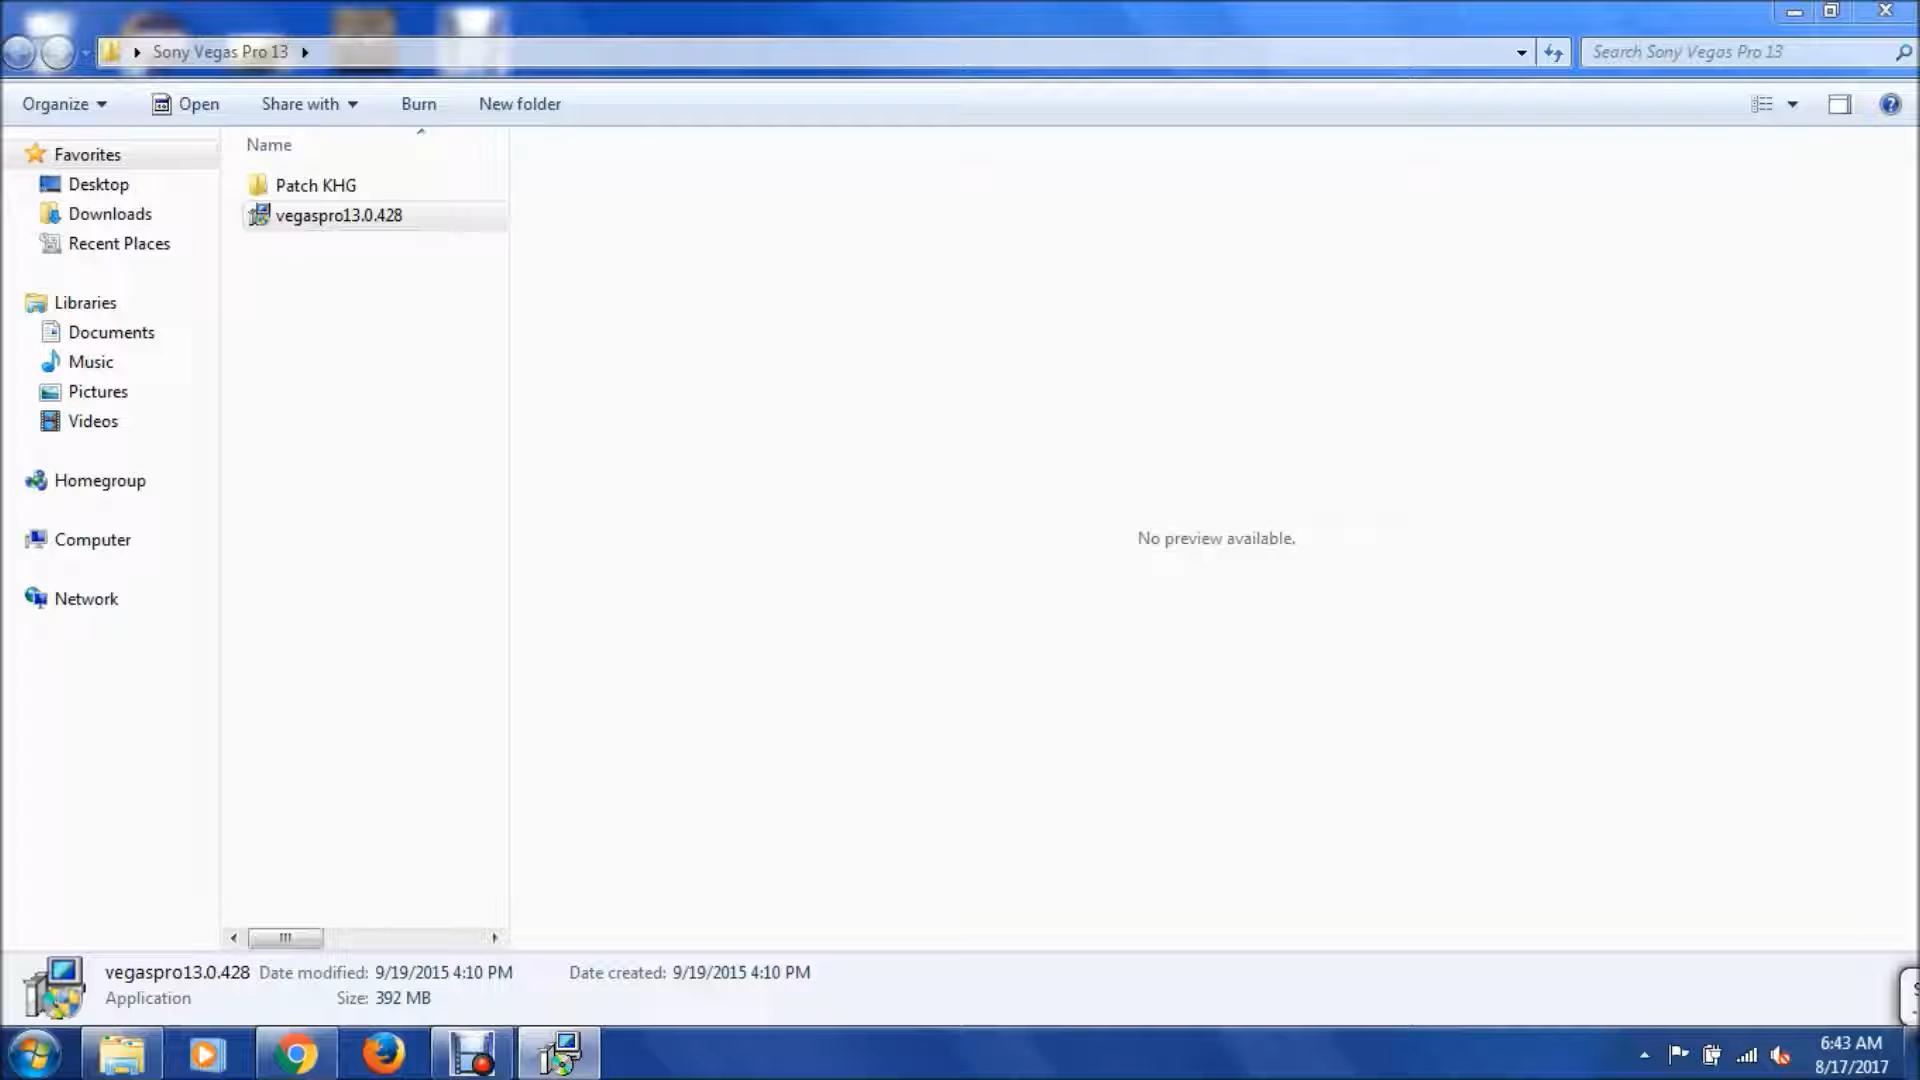 Sony Vegas Pro 13
Search Sony Vegas Pro 13
Organize
Open
Share with
Burn
New folder
Favorites
Desktop
Downloads
Recent Places
Libraries
Documents
Music
Pictures
Videos
Homegroup
Computer
Network
Name
Patch KHG
vegaspro13.0.428
No preview available.
vegaspro13.0.428 Date modified: 9/19/2015 4:10 PM Date created: 9/19/2015 4:10 PM
Application Size: 392 MB
6:43 AM
8/17/2017